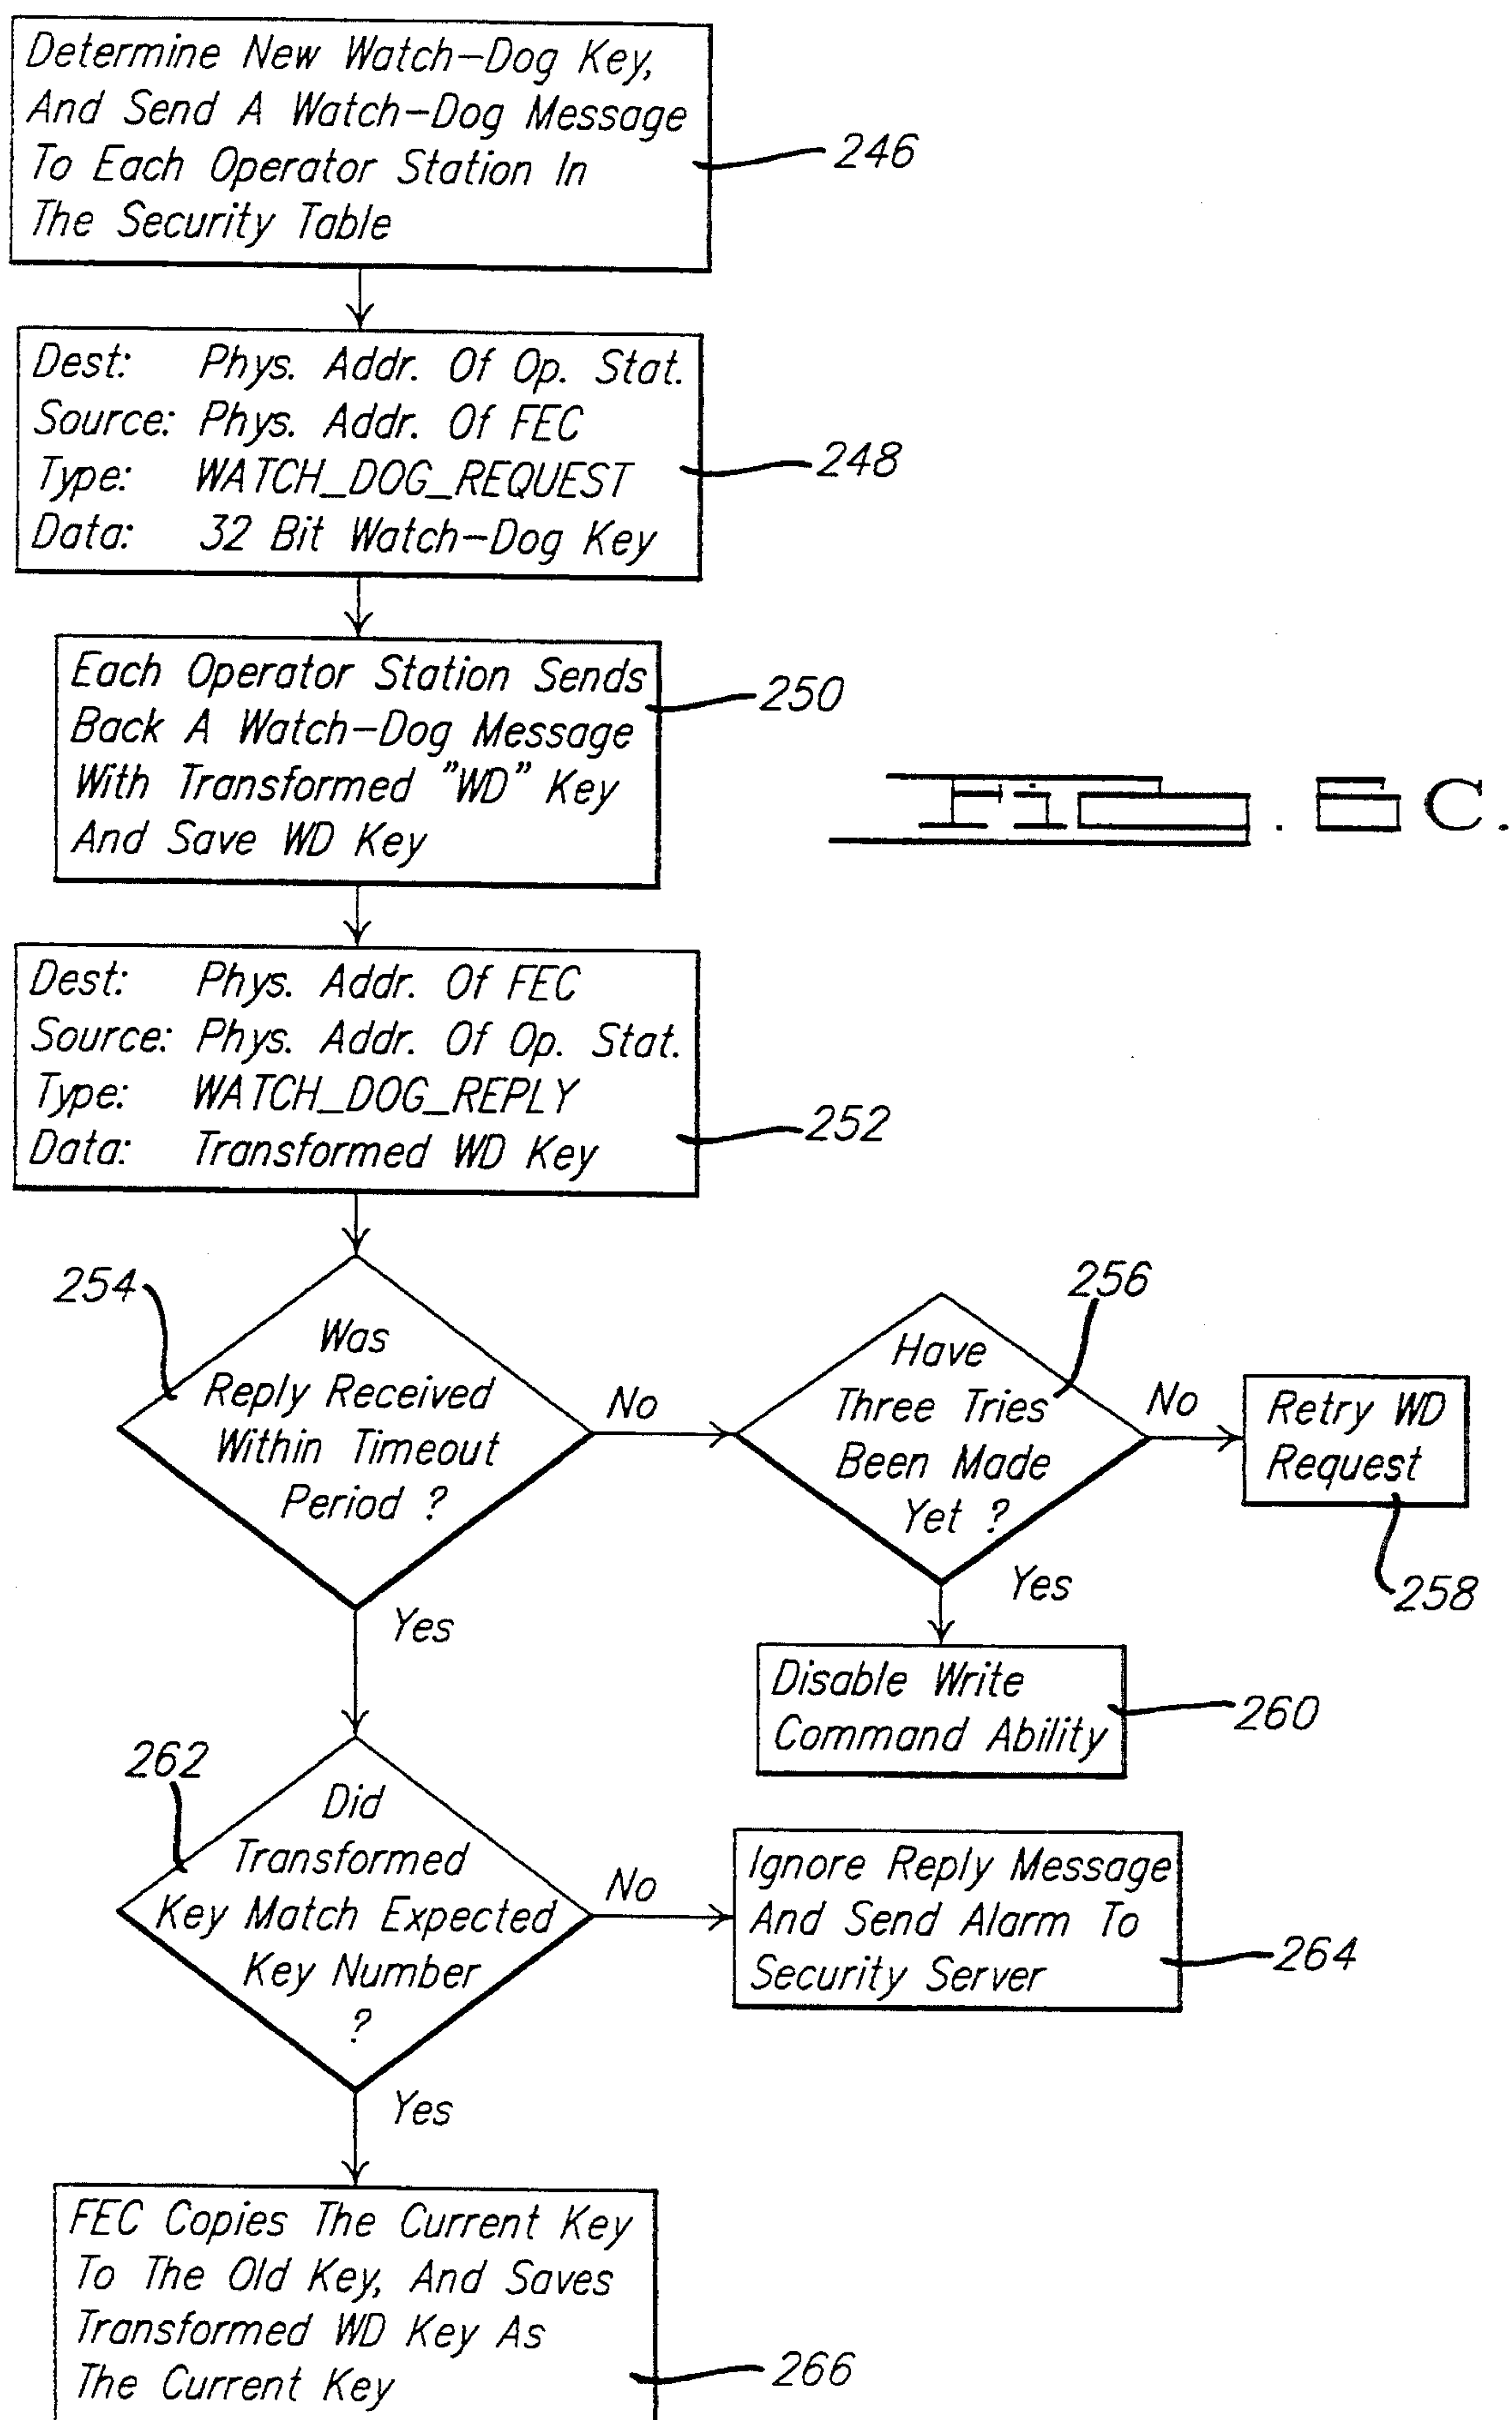 Determine New Watch-Dog Key,
And Send A Watch-Dog Message
To Each Operator Station In
The Security Table
246
Dest: Phys. Addr. Of Op. Stat.
Source: Phys. Addr. Of FEC
Type: WATCH_DOG_REQUEST
Data: 32 Bit Watch-Dog Key
248
Each Operator Station Sends
Back A Watch-Dog Message
With Transformed "WD" Key
And Save WD Key
250
C.
Dest: Phys. Addr. Of FEC
Source: Phys. Addr. Of Op. Stat.
Type: WATCH_DOG_REPLY
Data: Transformed WD Key
252
254
Was
Reply Received
Within Timeout
Period ?
No
Yes
256
Have
Three Tries
Been Made
Yet ?
No
Yes
Retry WD
Request
258
Disable Write
Command Ability
260
262
Did
Transformed
Key Match Expected
Key Number
?
No
Yes
Ignore Reply Message
And Send Alarm To
Security Server
264
FEC Copies The Current Key
To The Old Key, And Saves
Transformed WD Key As
The Current Key
266